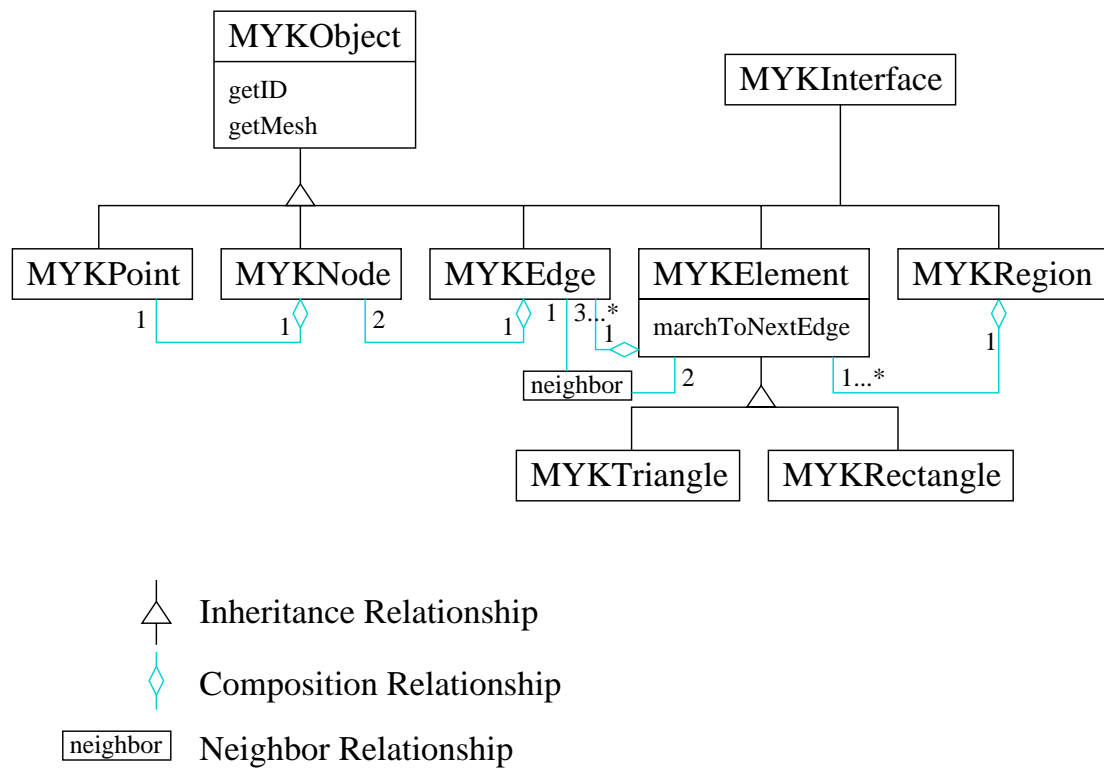 MYKObject
getID
getMesh
MYKInterface
MYKPoint
MYKNode
MYKEdge
MYKElement
MYKRegion
marchToNextEdge
1
1
2
1
1
3...*
1
neighbor
2
1...*
1
MYKTriangle
MYKRectangle
Inheritance Relationship
Composition Relationship
neighbor
Neighbor Relationship